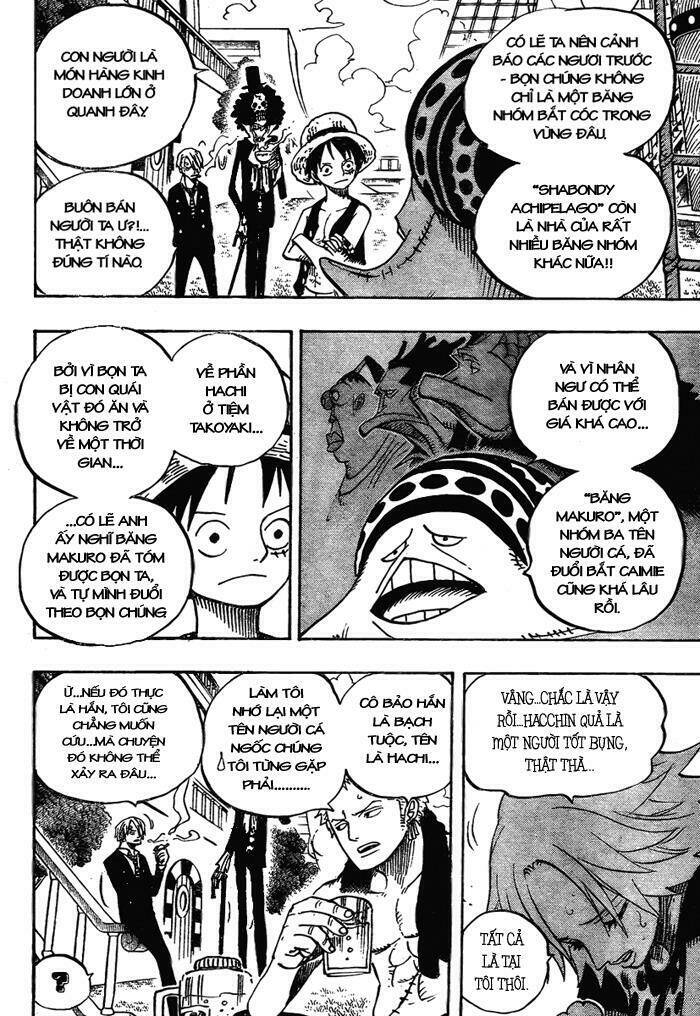 CON NGƯỜI LÀ
MÓN HÀNG KINH
DOANH LỚN Ở
QUANH ĐÂY.
BUÔN BÁN
NGƯỜI TA Ư?!...
THẬT KHÔNG
ĐÚNG TÍ NÀO.
CÓ LẼ TA NÊN CẢNH
BÁO CÁC NGƯƠI TRƯỚC
- BỌN CHÚNG KHÔNG
CHỈ LÀ MỘT BĂNG
NHÓM BẮT CÓC TRONG
VÙNG ĐÂU.
"SHABONDY
ACHIPELAGO" CÒN
LÀ NHÀ CỦA RẤT
NHIỀU BĂNG NHÓM
KHÁC NỮA!!
BỞI VÌ BỌN TA
BỊ CON QUÁI
VẬT ĐÓ ĂN VÀ
KHÔNG TRỞ
VỀ MỘT THỜI
GIAN...
VỀ PHẦN
HACHI
Ở TIỆM
TAKOYAKI...
...CÓ LẼ ANH
ẤY NGHĨ BĂNG
MAKURO ĐÃ TÓM
ĐƯỢC BỌN TA,
VÀ TỰ MÌNH ĐUỔI
THEO BỌN CHÚNG.
VÀ VÌ NHÂN
NGƯ CÓ THỂ
BÁN ĐƯỢC VỚI
GIÁ KHÁ CAO...
"BĂNG
MAKURO", MỘT
NHÓM BA TÊN
NGƯỜI CÁ, ĐÃ
ĐUỔI BẮT CAIMIE
CŨNG KHÁ LÂU
RỒI.
Ử...NẾU ĐÓ THỰC
LÀ HẮN, TÔI CŨNG
CHẲNG MUỐN
CỨU...MÀ CHUYỆN
ĐÓ KHÔNG THỂ
XẢY RA ĐÂU...
LÀM TÔI
NHỚ LẠI MỘT
TÊN NGƯỜI CÁ
NGỐC CHÚNG
TÔI TỪNG GẶP
PHẢI..........
CÔ BẢO HẮN
LÀ BẠCH
TUỘC, TÊN
LÀ HACHI...
VÂNG...CHẮC LÀ VẬY
RỒI...HACCHIN QUẢ LÀ
MỘT NGƯỜI TỐT BỤNG,
THẬT THÀ...
TẤT CẢ
LÀ TẠI
TÔI THÔI.
?